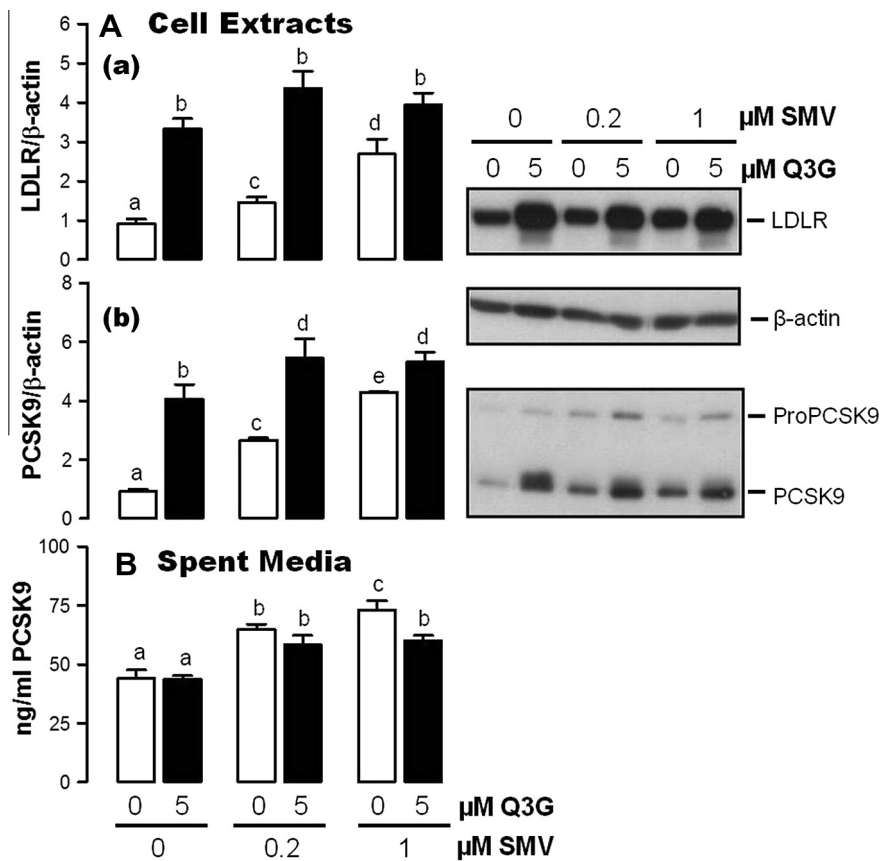 A Cell Extracts
(a)
LDLR/β-actin
6
5
4
3
2
1
0
a
b
c
b
d
b
(b)
PCSK9/β-actin
8
6
4
2
0
a
b
c
d
e
d
0 0.2 1 µM SMV
0 5 0 5 0 5 µM Q3G
LDLR
β-actin
ProPCSK9
PCSK9
B Spent Media
ng/ml PCSK9
100
75
50
25
0
a
a
b
b
c
b
0 5 0 5 0 5 µM Q3G
0 0.2 1 µM SMV